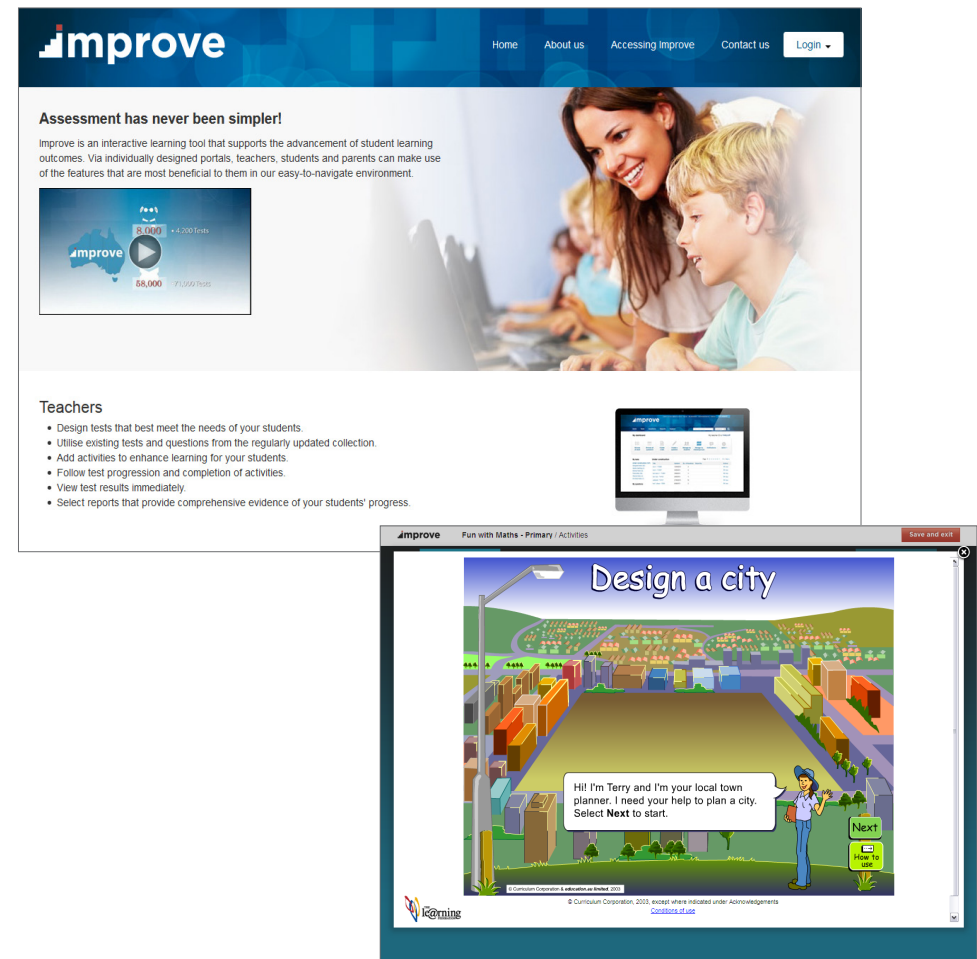 improve
Home About us Accessing Improve Contact us Login
Assessment has never been simpler!
Improve is an interactive learning tool that supports the advancement of student learning
outcomes. Via individually designed portals, teachers, students and parents can make use
of the features that are most beneficial to them in our easy-to-navigate environment.
8,000 • 4,200 Tests
improve
58,000 71,000 Tests
Teachers
• Design tests that best meet the needs of your students.
• Utilise existing tests and questions from the regularly updated collection.
• Add activities to enhance learning for your students.
• Follow test progression and completion of activities.
• View test results immediately.
• Select reports that provide comprehensive evidence of your students' progress.
improve
improve Fun with Maths - Primary / Activities Save and exit
Design a city
Hi! I'm Terry and I'm your local town
planner. I need your help to plan a city.
Select Next to start.
Next
How to
use
© Curriculum Corporation & education.au limited, 2003
© Curriculum Corporation, 2003, except where indicated under Acknowledgements
Conditions of use
the le@rning